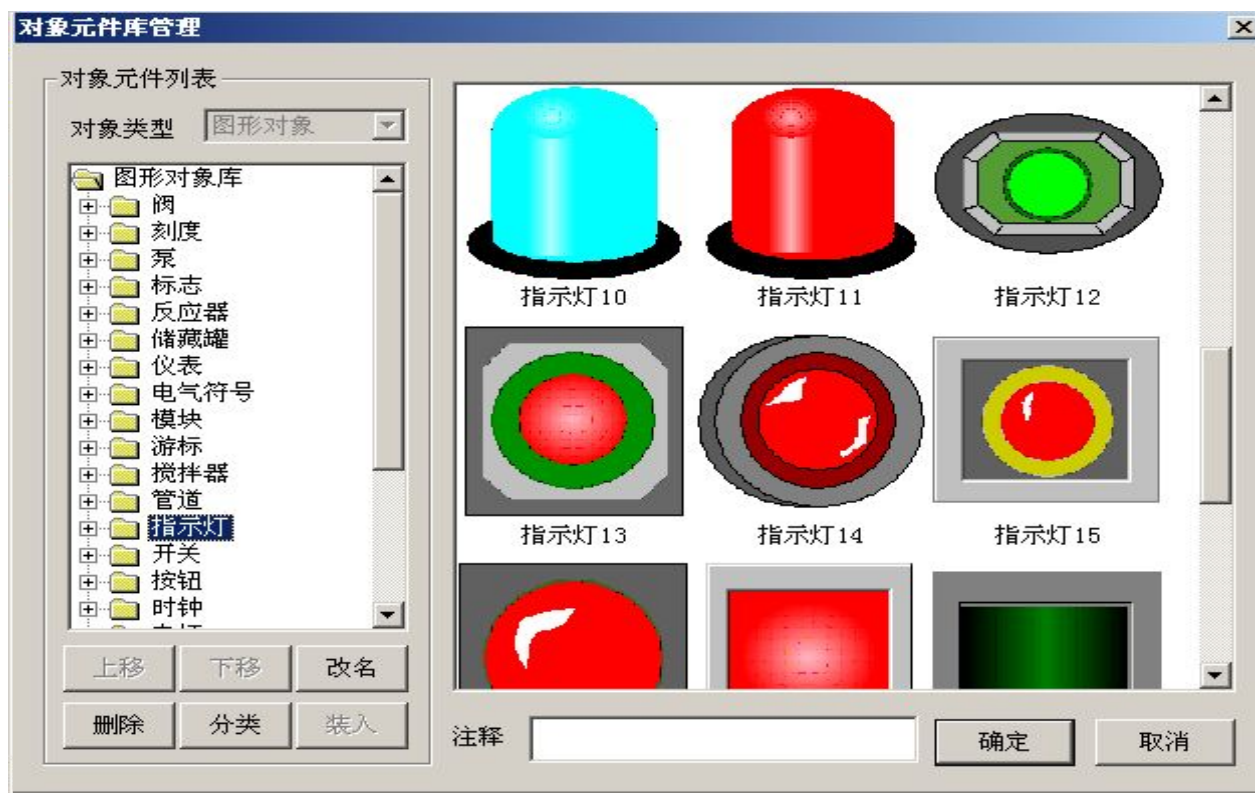 对象元件库管理
对象元件列表
对象类型 图形对象
图形对象库
阀
刻度
泵
标志
反应器
储藏罐
仪表
电气符号
模块
游标
搅拌器
管道
指示灯
开关
按钮
时钟
上移 下移 改名
删除 分类 装入
指示灯10 指示灯11 指示灯12
指示灯13 指示灯14 指示灯15
注释 确定 取消